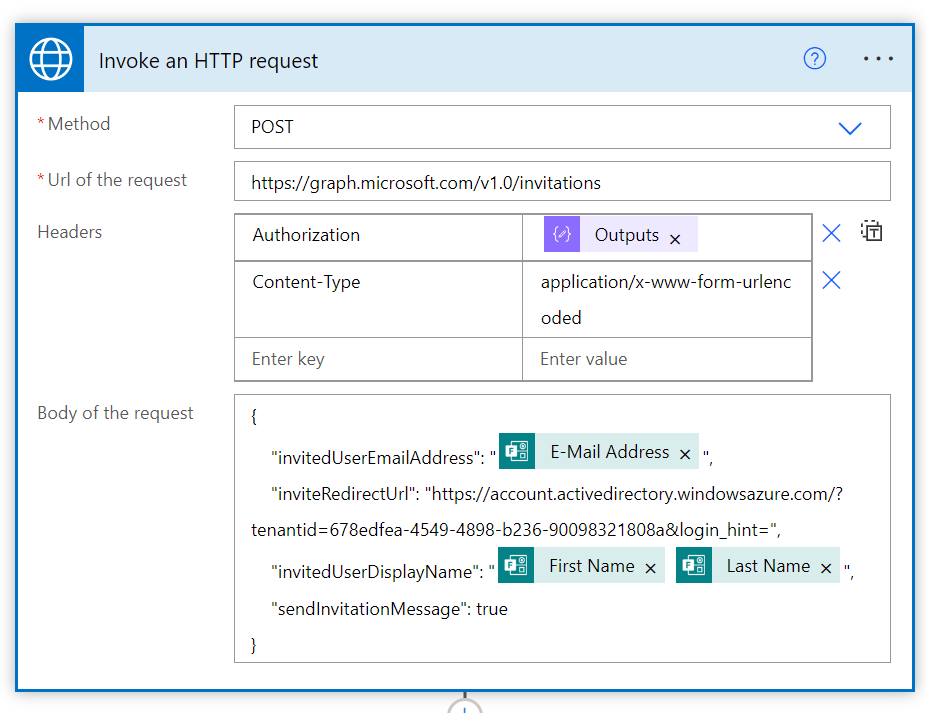 Invoke an HTTP request
? ...
* Method
POST
* Url of the request
https://graph.microsoft.com/v1.0/invitations
Headers
Authorization
Outputs ×
Content-Type
application/x-www-form-urlenc
oded
Enter key
Enter value
Body of the request
{
"invitedUserEmailAddress": " E-Mail Address × ",
"inviteRedirectUrl": "https://account.activedirectory.windowsazure.com/?
tenantid=678edfea-4549-4898-b236-90098321808a&login_hint=",
"invitedUserDisplayName": " First Name × Last Name × ",
"sendInvitationMessage": true
}